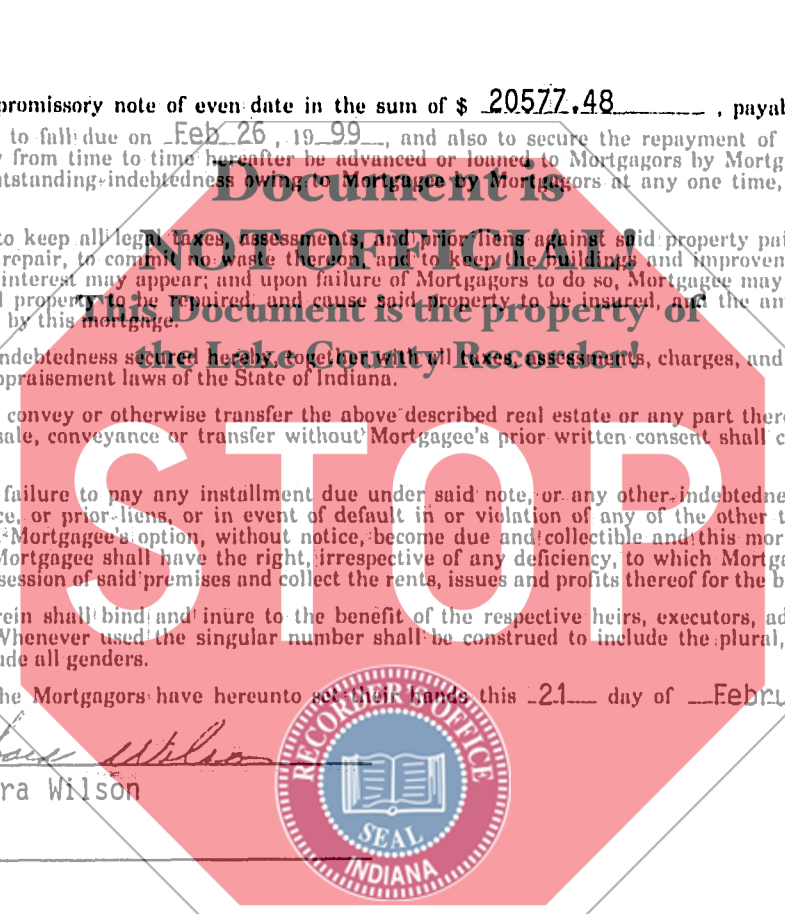 promissory note of even date in the sum of $ 20577.48 , payab
to fall due on Feb 26 , 19 99 , and also to secure the repayment of
from time to time hereafter be advanced or loaned to Mortgagors by Mortg
tstanding indebtedness owing to Mortgagee by Mortgagors at any one time,
Document is
to keep all legal taxes, assessments, and prior liens against said property pai
NOT OFFICIAL!
repair, to commit no waste thereon, and to keep the buildings and improvem
interest may appear; and upon failure of Mortgagors to do so, Mortgagee may
l property to be repaired, and cause said property to be insured, and the am
This Document is the property of
by this mortgage.
ndebtedness secured hereby, together with all taxes, assessments, charges, and
the Lake County Recorder!
ppraisement laws of the State of Indiana.
convey or otherwise transfer the above described real estate or any part there
sale, conveyance or transfer without Mortgagee's prior written consent shall c
STOP
failure to pay any installment due under said note, or any other indebtedne
ce, or prior liens, or in event of default in or violation of any of the other t
Mortgagee's option, without notice, become due and collectible and this mor
Mortgagee shall have the right, irrespective of any deficiency, to which Mortga
session of said premises and collect the rents, issues and profits thereof for the b
rein shall bind and inure to the benefit of the respective heirs, executors, ad
Whenever used the singular number shall be construed to include the plural,
ude all genders.
he Mortgagors have hereunto set their hands this 21 day of Febru
Wilson
ra Wilson
RECORDER'S OFFICE
SEAL
INDIANA